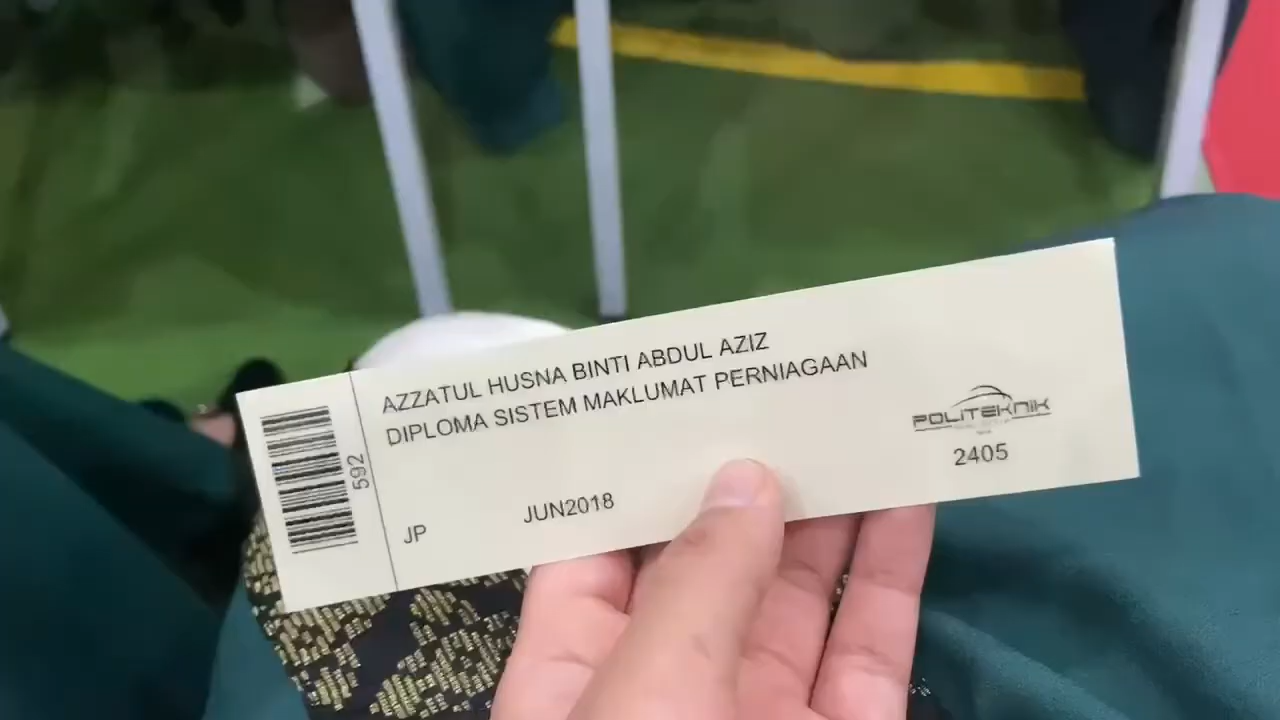 AZZATUL HUSNA BINTI ABDUL AZIZ
DIPLOMA SISTEM MAKLUMAT PERNIAGAAN
592
POLITEKNIK
2405
JP
JUN2018